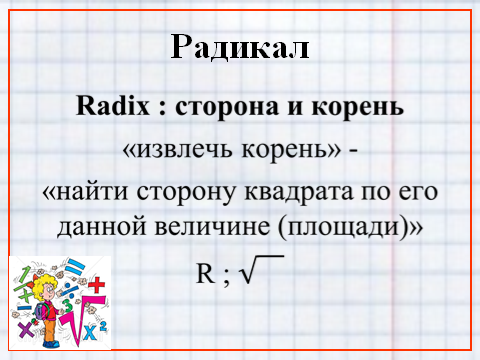 Радикал
Radix : сторона и корень
«извлечь корень» -
«найти сторону квадрата по его
данной величине (площади)»
R ; √